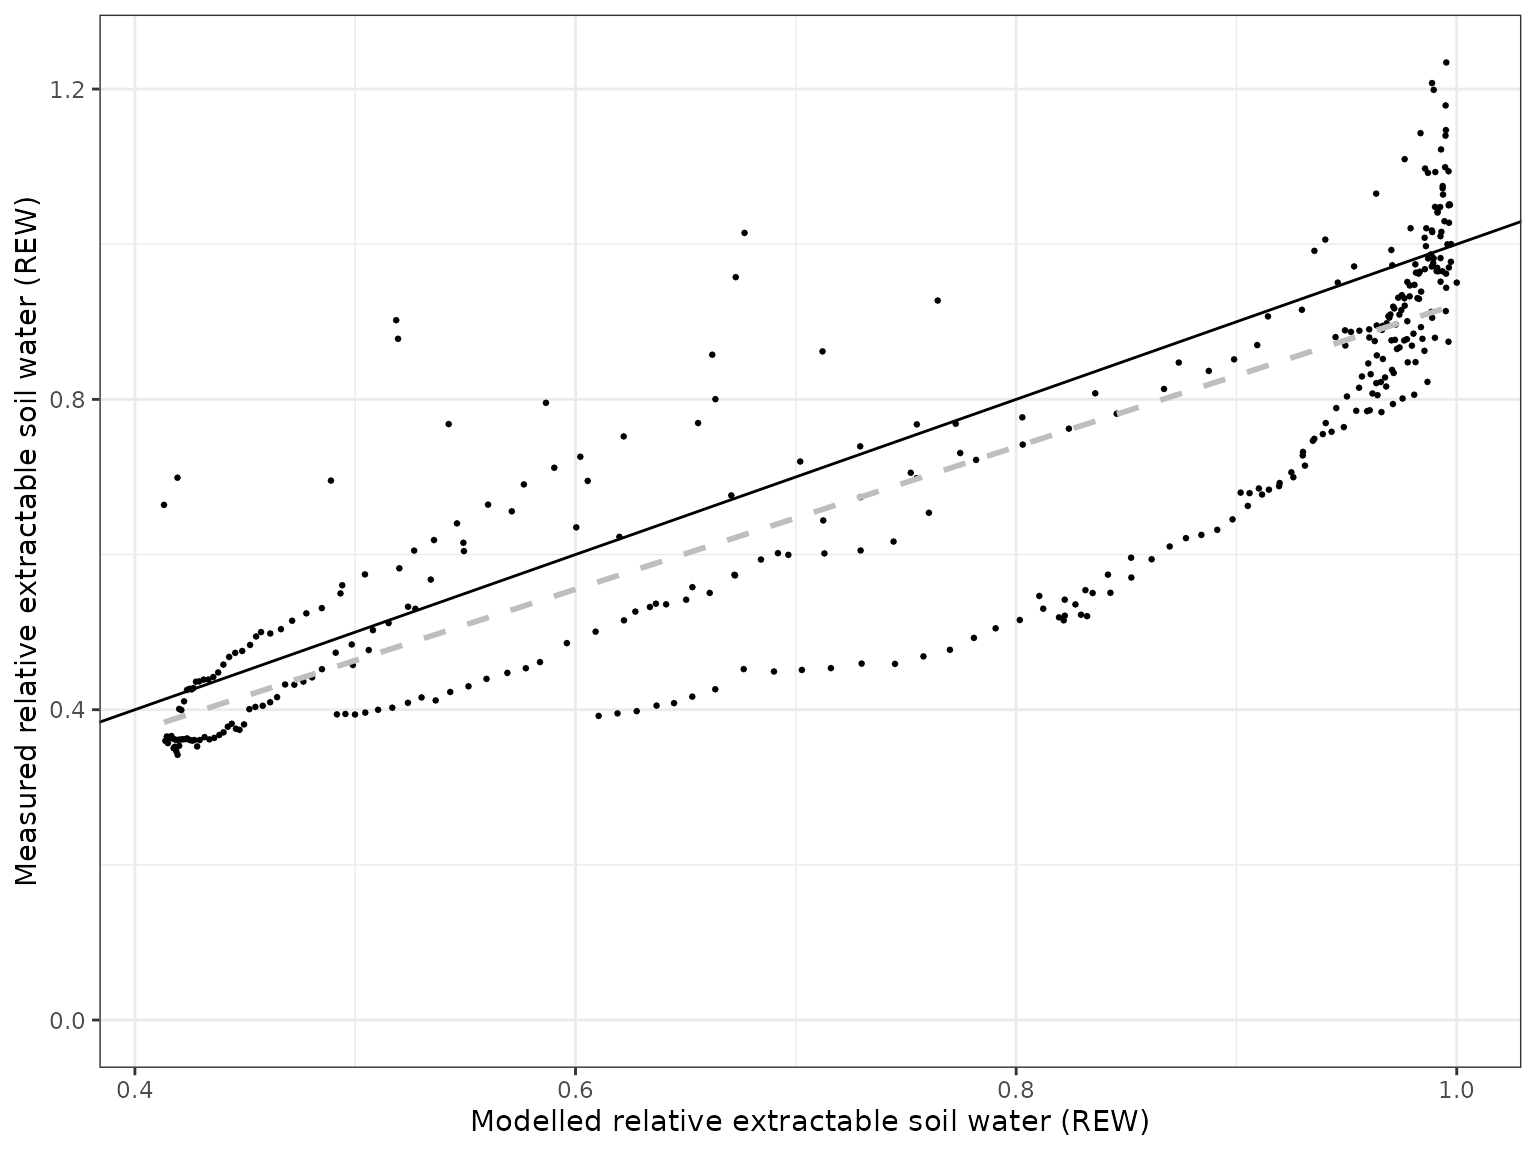 Measured relative extractable soil water (REW)
1.2
0.8
0.4
0.0
0.4 0.6 0.8 1.0
Modelled relative extractable soil water (REW)